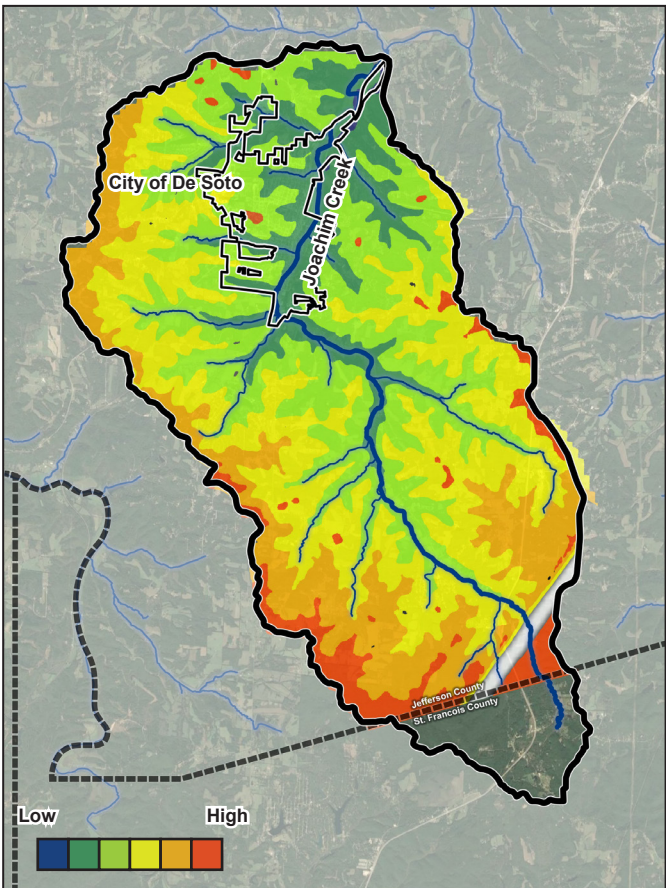 City of De Soto
Joachim Creek
Jefferson County
St. Francois County
Low
High